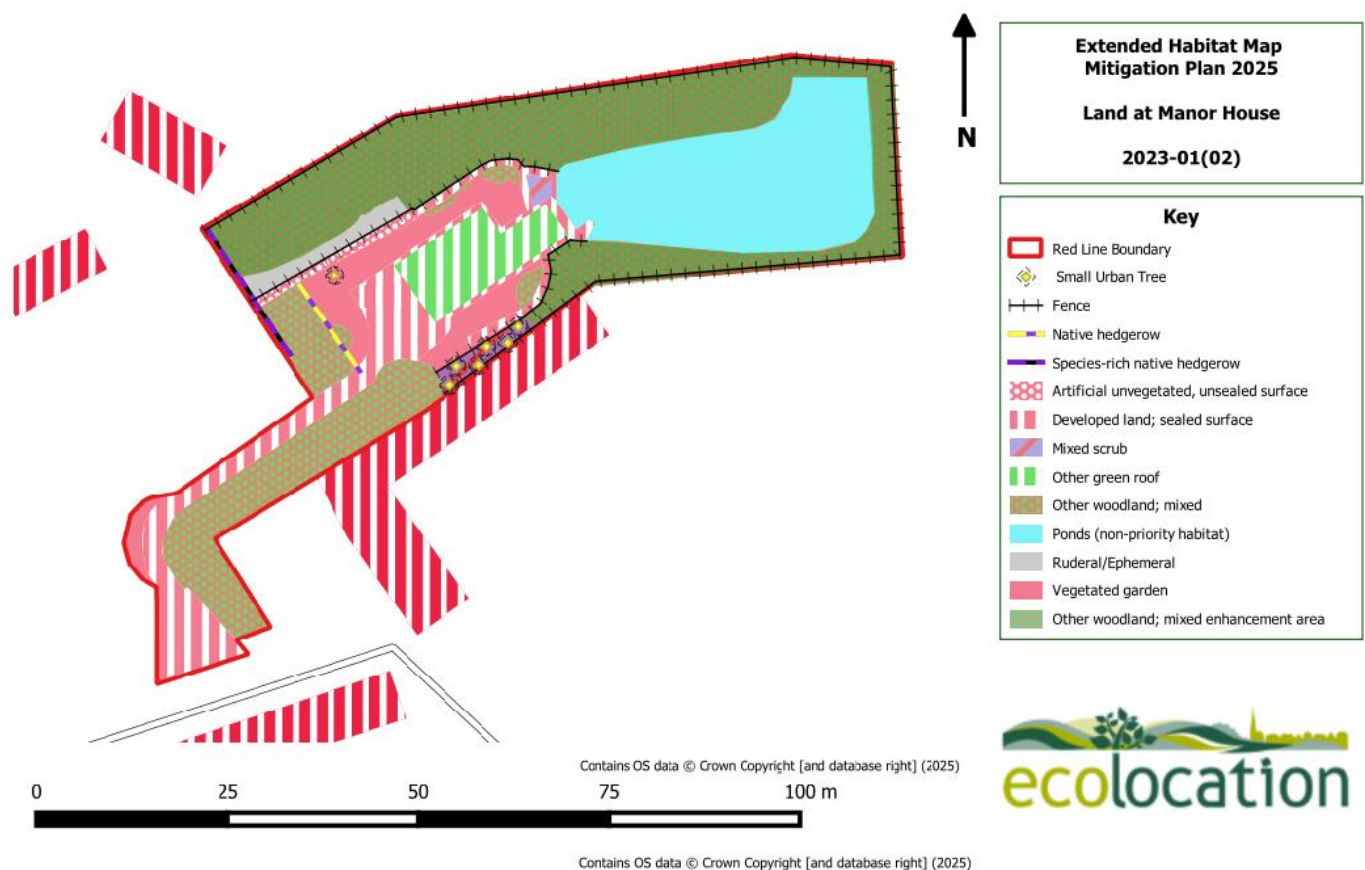 Extended Habitat Map
Mitigation Plan 2025
Land at Manor House
2023-01(02)
N
Key
Red Line Boundary
Small Urban Tree
Fence
Native hedgerow
Species-rich native hedgerow
Artificial unvegetated, unsealed surface
Developed land; sealed surface
Mixed scrub
Other green roof
Other woodland; mixed
Ponds (non-priority habitat)
Ruderal/Ephemeral
Vegetated garden
Other woodland; mixed enhancement area
Contains OS data © Crown Copyright [and database right] (2025)
0 25 50 75 100 m
ecolocation
Contains OS data © Crown Copyright [and database right] (2025)